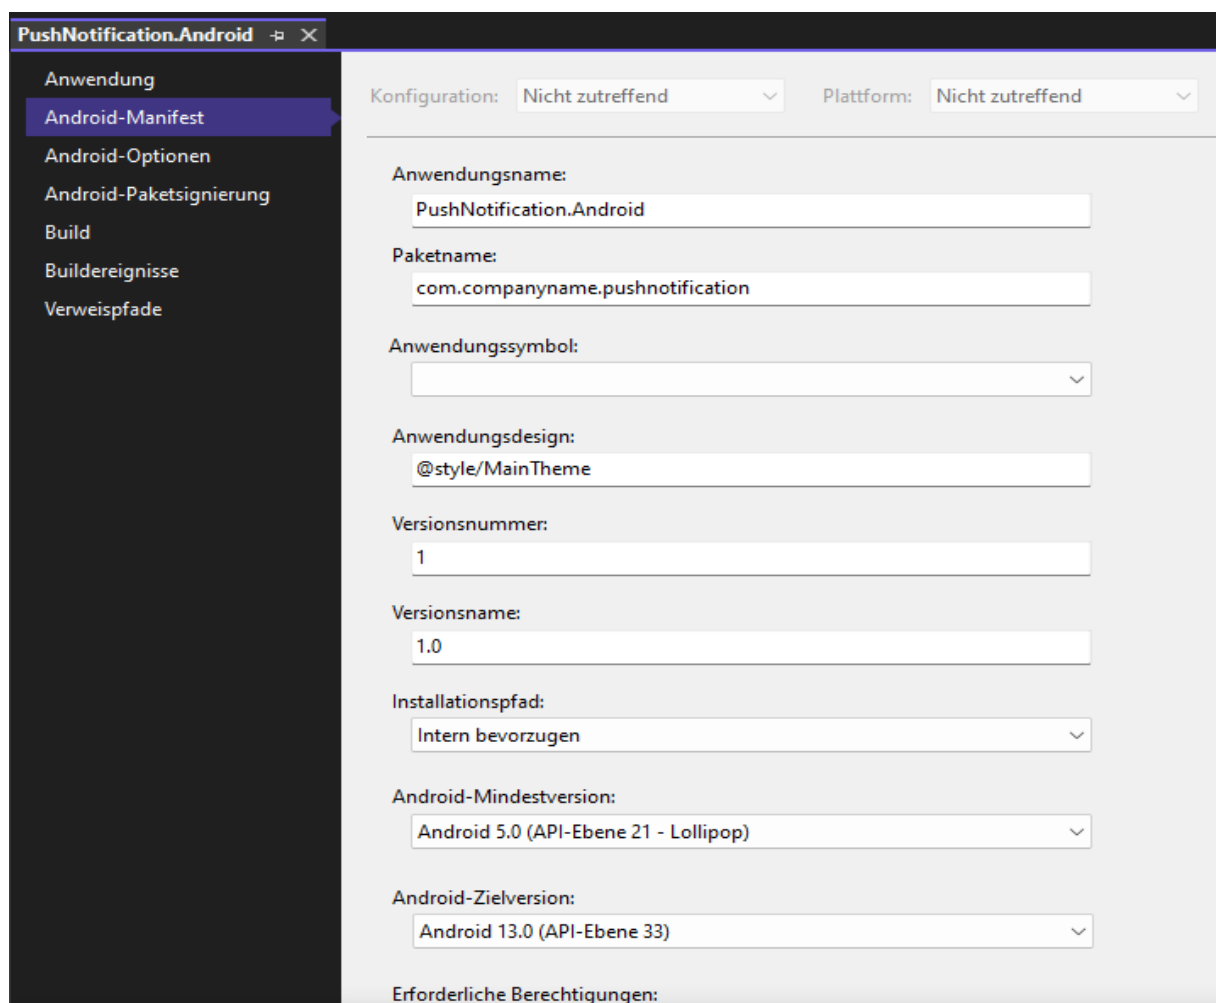 PushNotification.Android
Anwendung
Android-Manifest
Android-Optionen
Android-Paketsignierung
Build
Buildereignisse
Verweispfade
Konfiguration: Nicht zutreffend Plattform: Nicht zutreffend
Anwendungsname:
PushNotification.Android
Paketname:
com.companyname.pushnotification
Anwendungssymbol:
Anwendungsdesign:
@style/MainTheme
Versionsnummer:
1
Versionsname:
1.0
Installationspfad:
Intern bevorzugen
Android-Mindestversion:
Android 5.0 (API-Ebene 21 - Lollipop)
Android-Zielversion:
Android 13.0 (API-Ebene 33)
Erforderliche Berechtigungen: